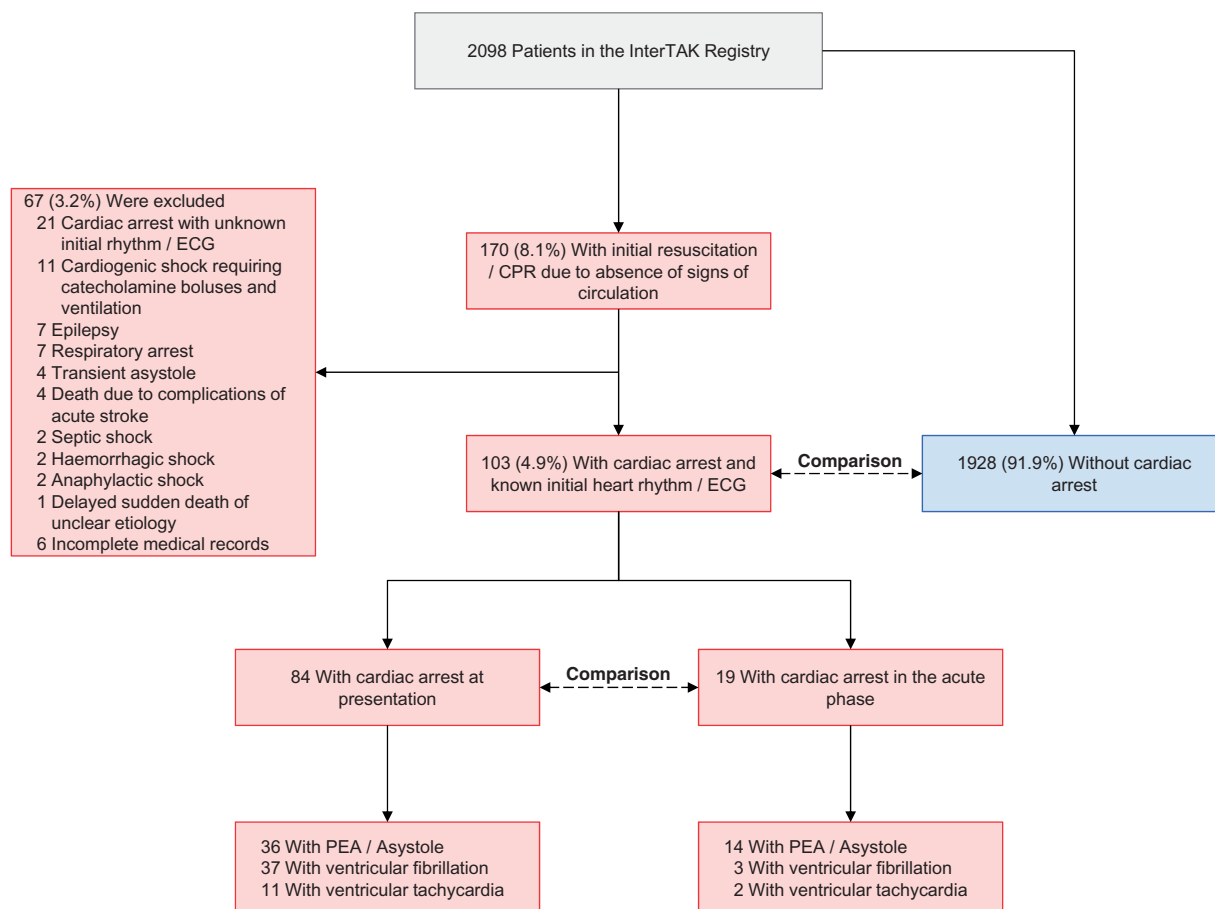 2098 Patients in the InterTAK Registry
67 (3.2%) Were excluded
21 Cardiac arrest with unknown
initial rhythm / ECG
11 Cardiogenic shock requiring
catecholamine boluses and
ventilation
7 Epilepsy
7 Respiratory arrest
4 Transient asystole
4 Death due to complications of
acute stroke
2 Septic shock
2 Haemorrhagic shock
2 Anaphylactic shock
1 Delayed sudden death of
unclear etiology
6 Incomplete medical records
170 (8.1%) With initial resuscitation
/ CPR due to absence of signs of
circulation
103 (4.9%) With cardiac arrest and
known initial heart rhythm / ECG
Comparison
1928 (91.9%) Without cardiac
arrest
84 With cardiac arrest at
presentation
Comparison
19 With cardiac arrest in the acute
phase
36 With PEA / Asystole
37 With ventricular fibrillation
11 With ventricular tachycardia
14 With PEA / Asystole
3 With ventricular fibrillation
2 With ventricular tachycardia